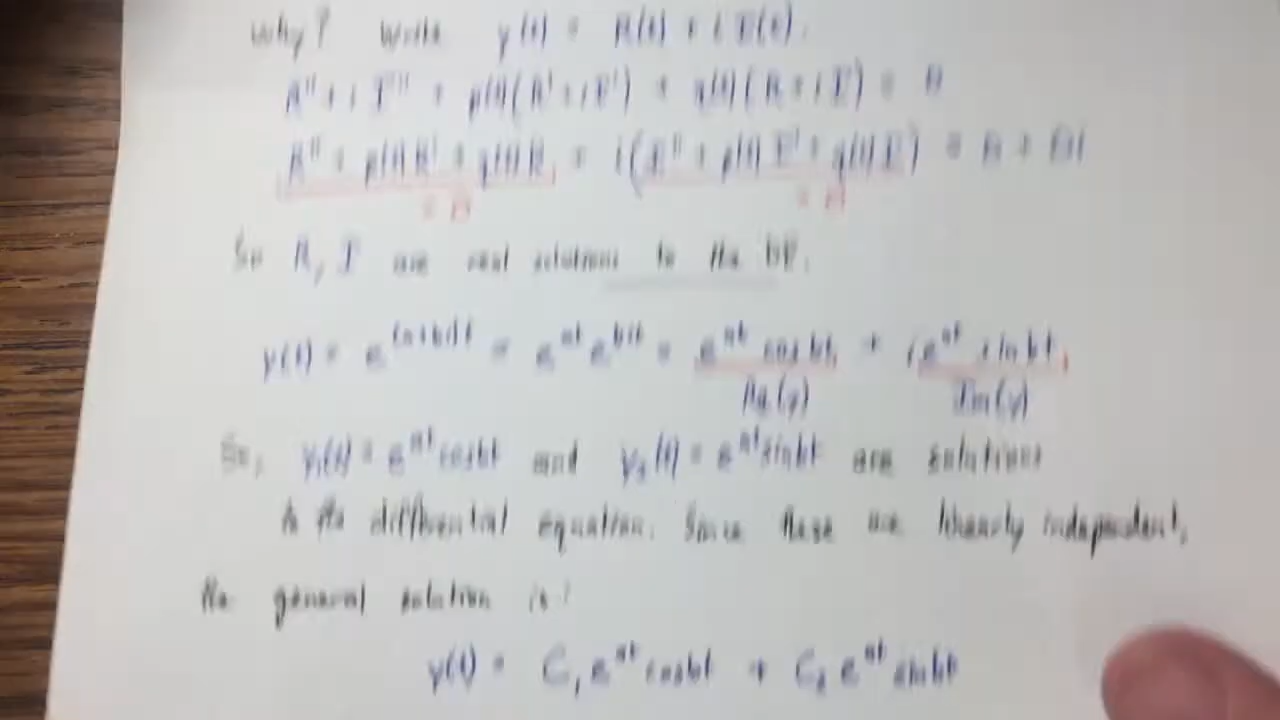 Why? Write y(t) = R(t) + i I(t).
R'' + i I'' + p(t)(R' + i I') + q(t)(R + i I) = 0
R'' + p(t)R' + q(t)R + i(I'' + p(t)I' + q(t)I) = 0 + 0i
= 0 = 0
So R, I are real solutions to the DE.
y(t) = e^(a+bi)t = e^at e^bit = e^at cos bt + i e^at sin bt
Re(y) Im(y)
So, y₁(t) = e^at cos bt and y₂(t) = e^at sin bt are solutions
to the differential equation. Since these are linearly independent,
the general solution is:
y(t) = C₁ e^at cos bt + C₂ e^at sin bt